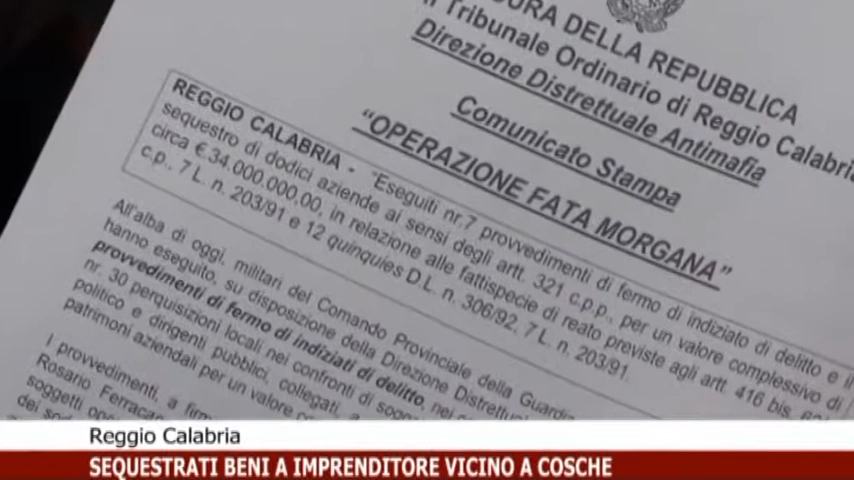 DELLA REPUBBLICA
Il Tribunale Ordinario di Reggio Calabria
Direzione Distrettuale Antimafia
Comunicato Stampa
“OPERAZIONE FATA MORGANA”
REGGIO CALABRIA - “Eseguiti nr.7 provvedimenti di fermo di indiziato di delitto e il
sequestro di dodici aziende ai sensi degli artt. 321 c.p.p., per un valore complessivo di
circa €.34.000.000,00, in relazione alle fattispecie di reato previste agli artt. 416 bis,
c.p., 7 L. n. 203/91 e 12 quinquies D.L. n. 306/92, 7 L. n. 203/91.
All'alba di oggi, militari del Comando Provinciale della Guardia
hanno eseguito, su disposizione della Direzione
provvedimenti di fermo di indiziati di delitto,
nr. 30 perquisizioni locali nei confronti di
politico e dirigenti pubblici, collegati, a
patrimoni aziendali per un valore
I provvedimenti, a
Rosario
soggetti
dei
Reggio Calabria
SEQUESTRATI BENI A IMPRENDITORE VICINO A COSCHE